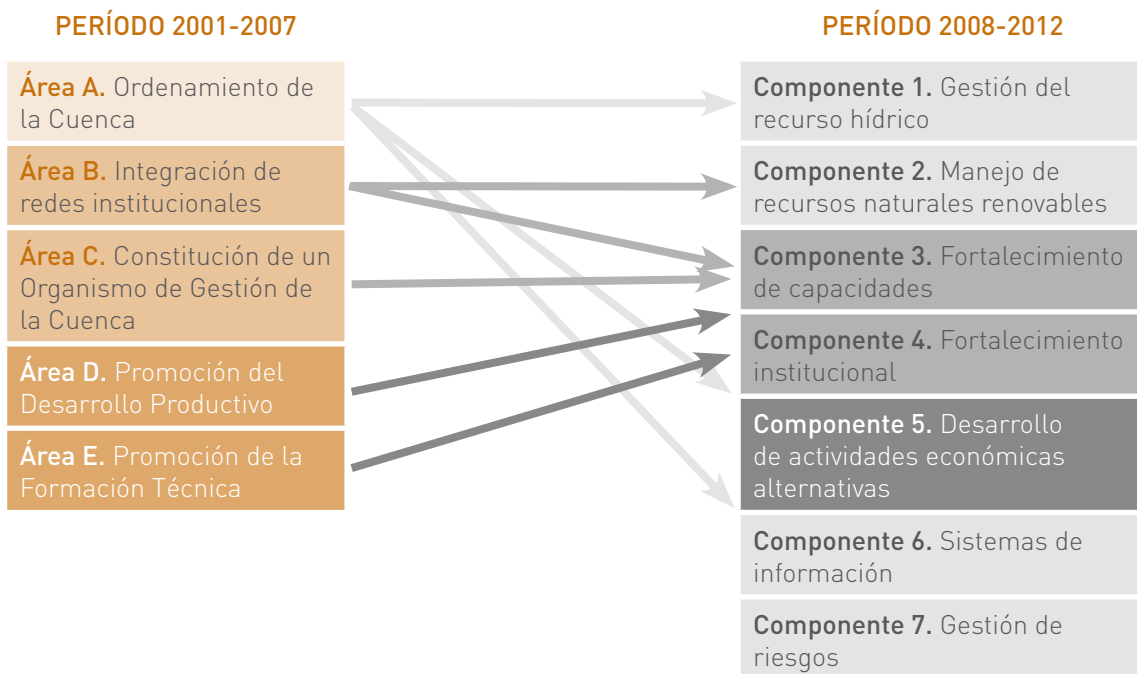 PERÍODO 2001-2007
Área A. Ordenamiento de
la Cuenca
Área B. Integración de
redes institucionales
Área C. Constitución de un
Organismo de Gestión de
la Cuenca
Área D. Promoción del
Desarrollo Productivo
Área E. Promoción de la
Formación Técnica
PERÍODO 2008-2012
Componente 1. Gestión del
recurso hídrico
Componente 2. Manejo de
recursos naturales renovables
Componente 3. Fortalecimiento
de capacidades
Componente 4. Fortalecimiento
institucional
Componente 5. Desarrollo
de actividades económicas
alternativas
Componente 6. Sistemas de
información
Componente 7. Gestión de
riesgos